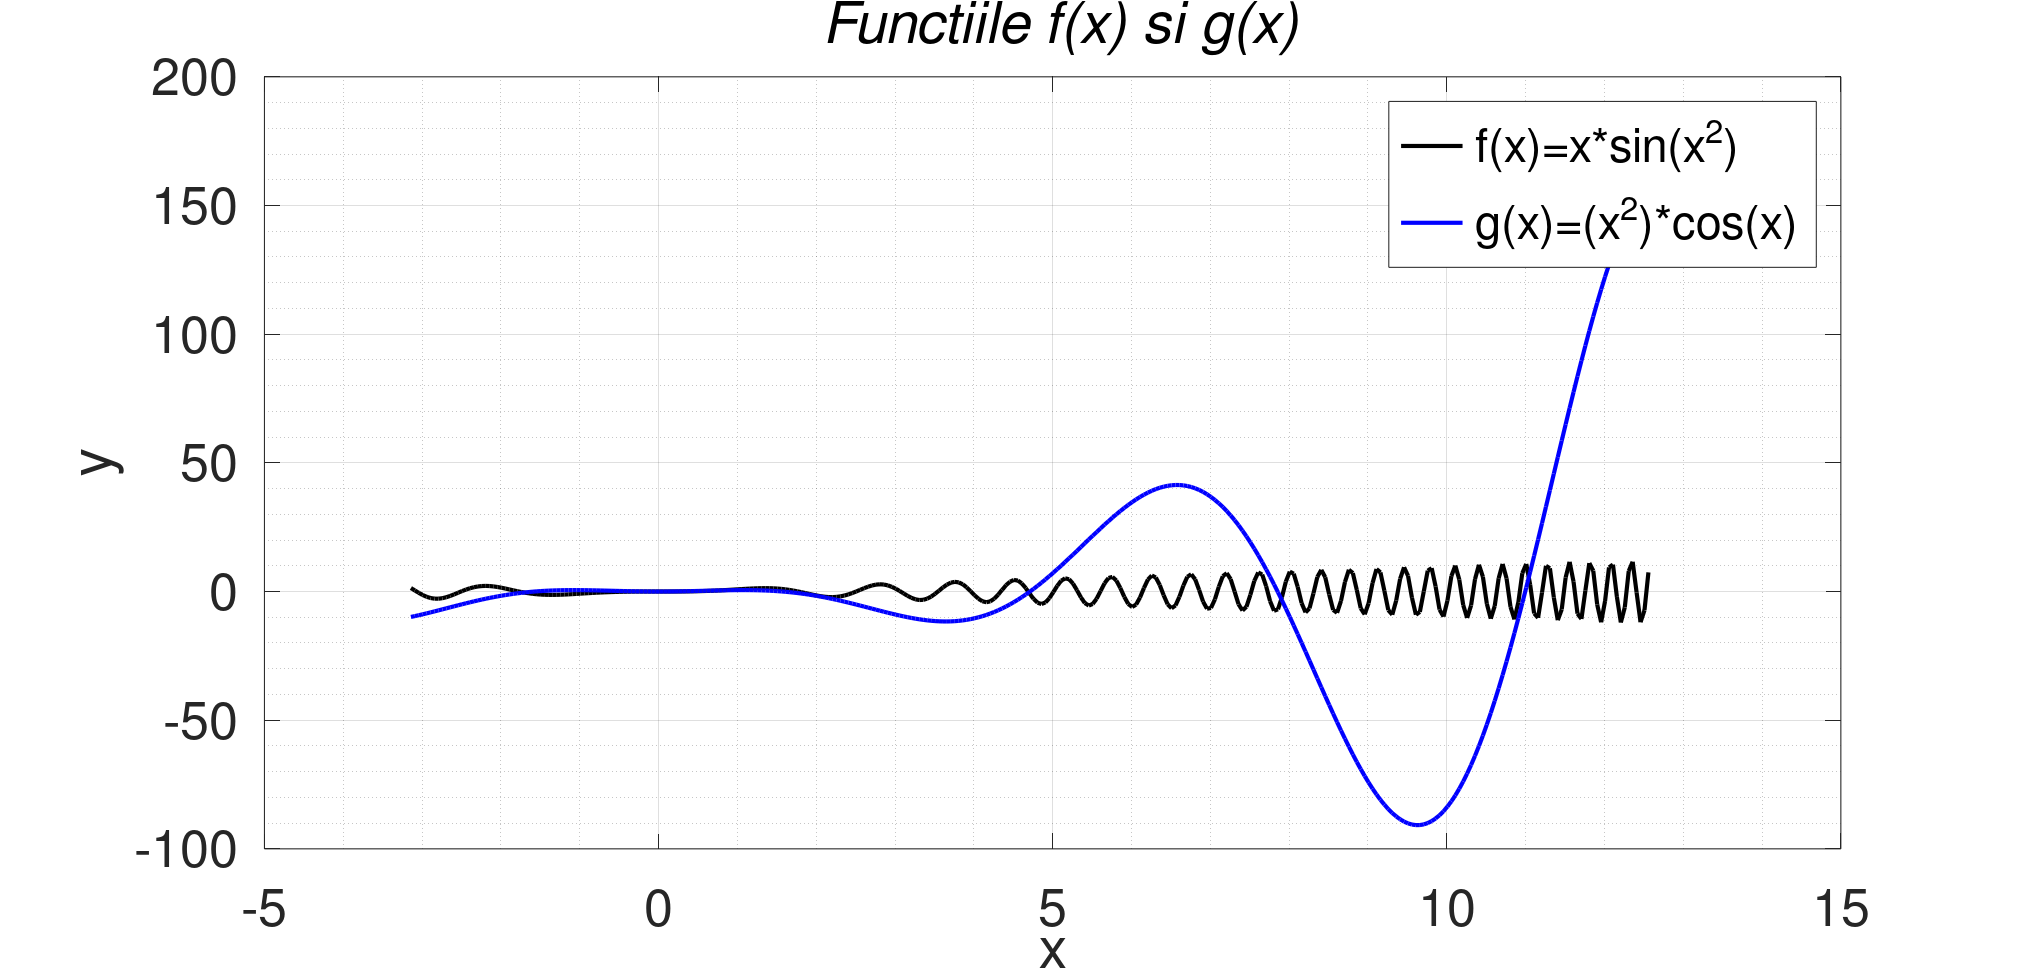 Functiile f(x) si g(x)
200
150
100
50
0
-50
-100
y
f(x)=x*sin(x²)
g(x)=(x²)*cos(x)
-5 0 5 10 15
x